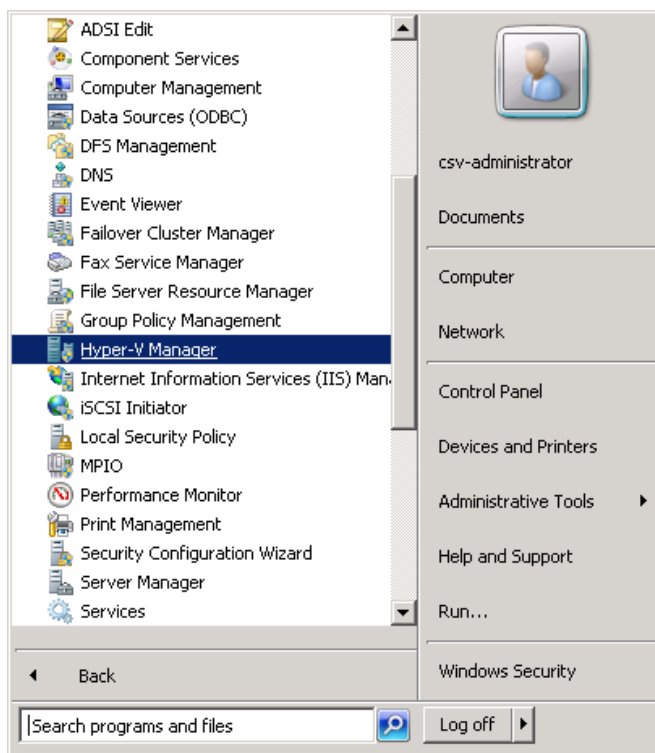 ADSI Edit
Component Services
Computer Management
Data Sources (ODBC)
DFS Management
DNS
Event Viewer
Failover Cluster Manager
Fax Service Manager
File Server Resource Manager
Group Policy Management
Hyper-V Manager
Internet Information Services (IIS) Man
iSCSI Initiator
Local Security Policy
MPIO
Performance Monitor
Print Management
Security Configuration Wizard
Server Manager
Services
Back
Search programs and files
csv-administrator
Documents
Computer
Network
Control Panel
Devices and Printers
Administrative Tools
Help and Support
Run...
Windows Security
Log off